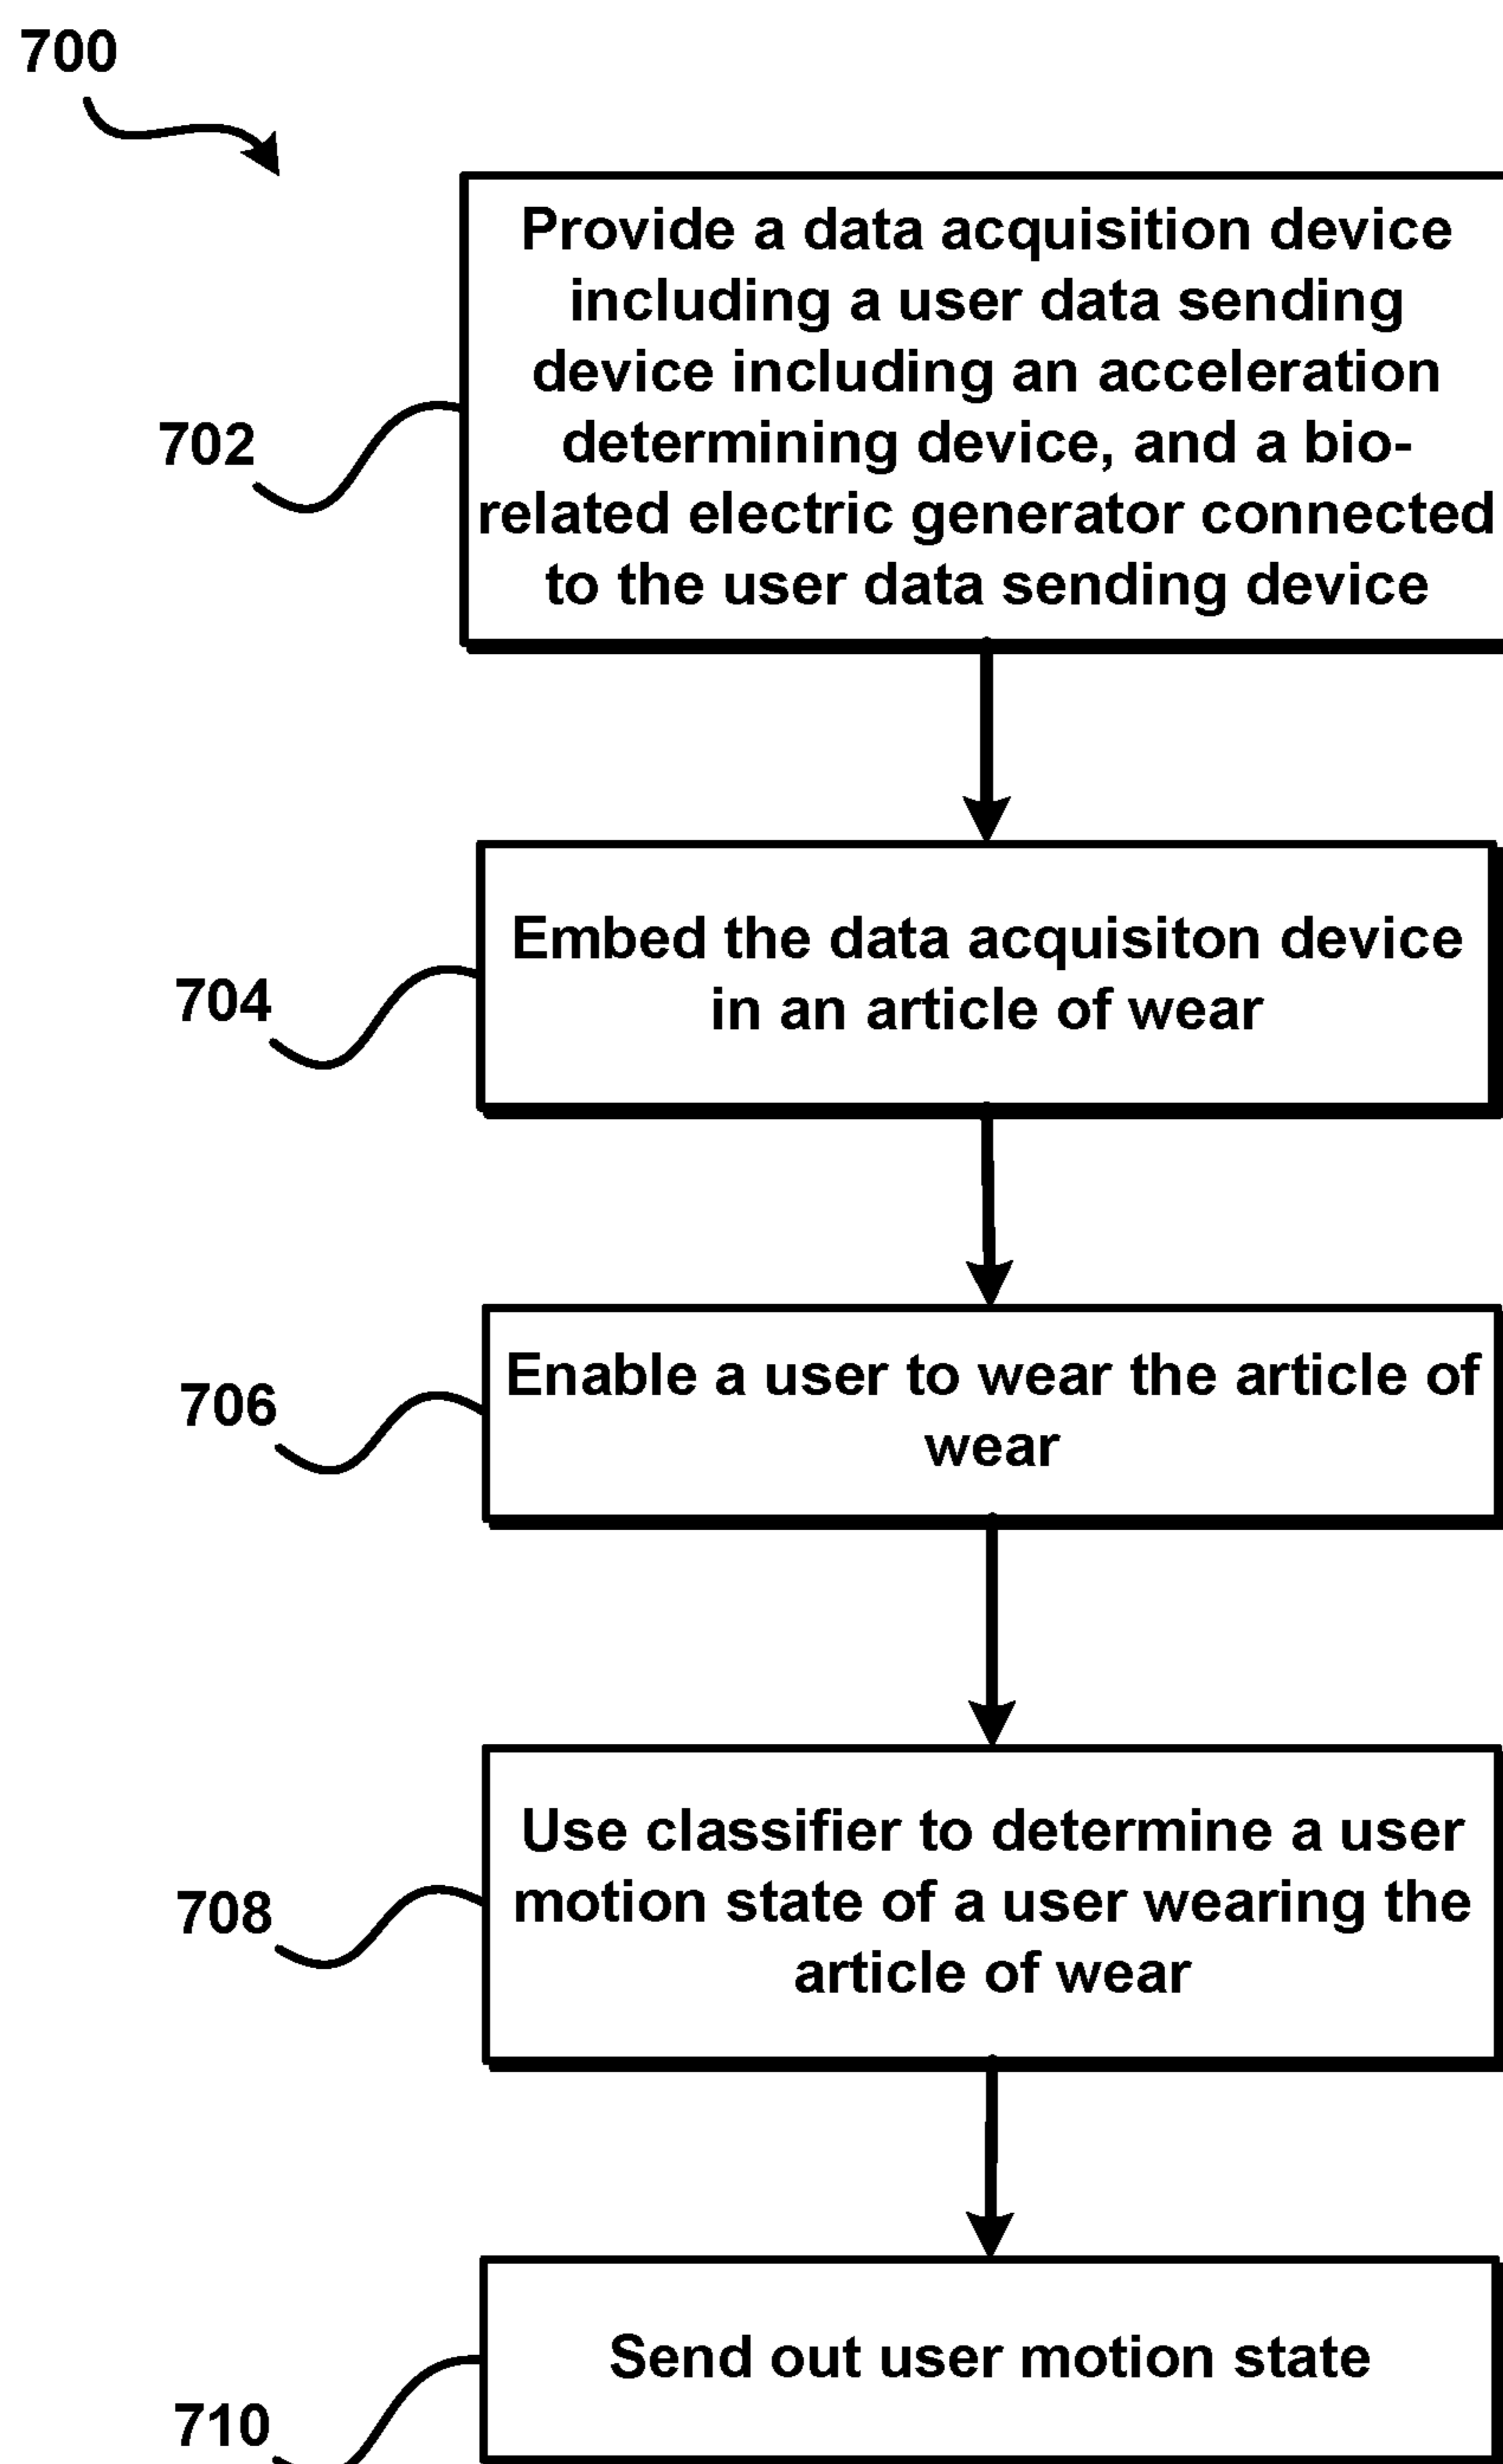 700
Provide a data acquisition device
including a user data sending
device including an acceleration
determining device, and a bio-
related electric generator connected
to the user data sending device
702
Embed the data acquisiton device
in an article of wear
704
Enable a user to wear the article of
wear
706
Use classifier to determine a user
motion state of a user wearing the
article of wear
708
Send out user motion state
710